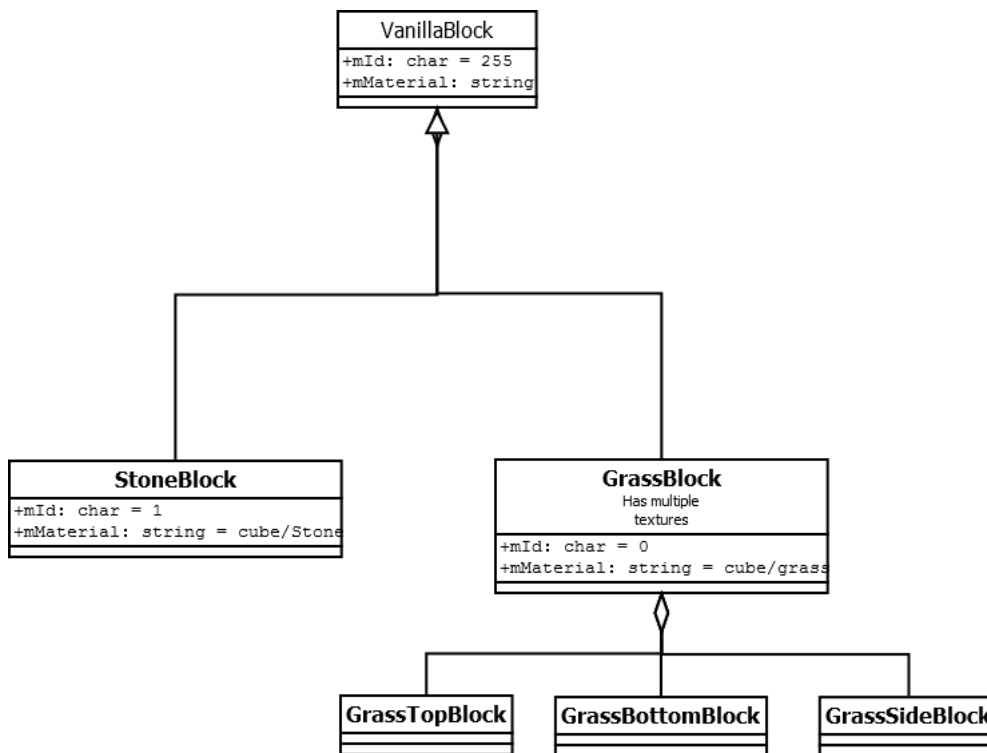 VanillaBlock
+mId: char = 255
+mMaterial: string
StoneBlock
+mId: char = 1
+mMaterial: string = cube/Stone
GrassBlock
Has multiple
textures
+mId: char = 0
+mMaterial: string = cube/grass
GrassTopBlock
GrassBottomBlock
GrassSideBlock